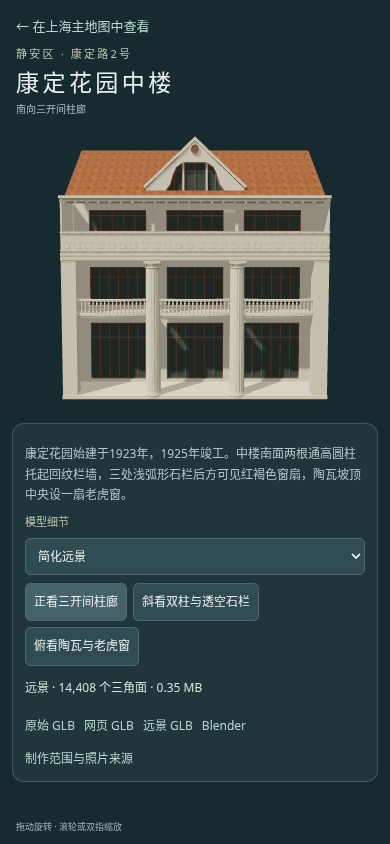 ← 在上海主地图中查看
静安区 · 康定路2号
康定花园中楼
南向三开间柱廊
康定花园始建于1923年，1925年竣工。中楼南面两根通高圆柱
托起回纹栏墙，三处浅弧形石栏后方可见红褐色窗扇，陶瓦坡顶
中央设一扇老虎窗。
模型细节
简化远景
正看三开间柱廊 斜看双柱与透空石栏
俯看陶瓦与老虎窗
远景 · 14,408 个三角面 · 0.35 MB
原始 GLB 网页 GLB 远景 GLB Blender
制作范围与照片来源
拖动旋转 · 滚轮或双指缩放